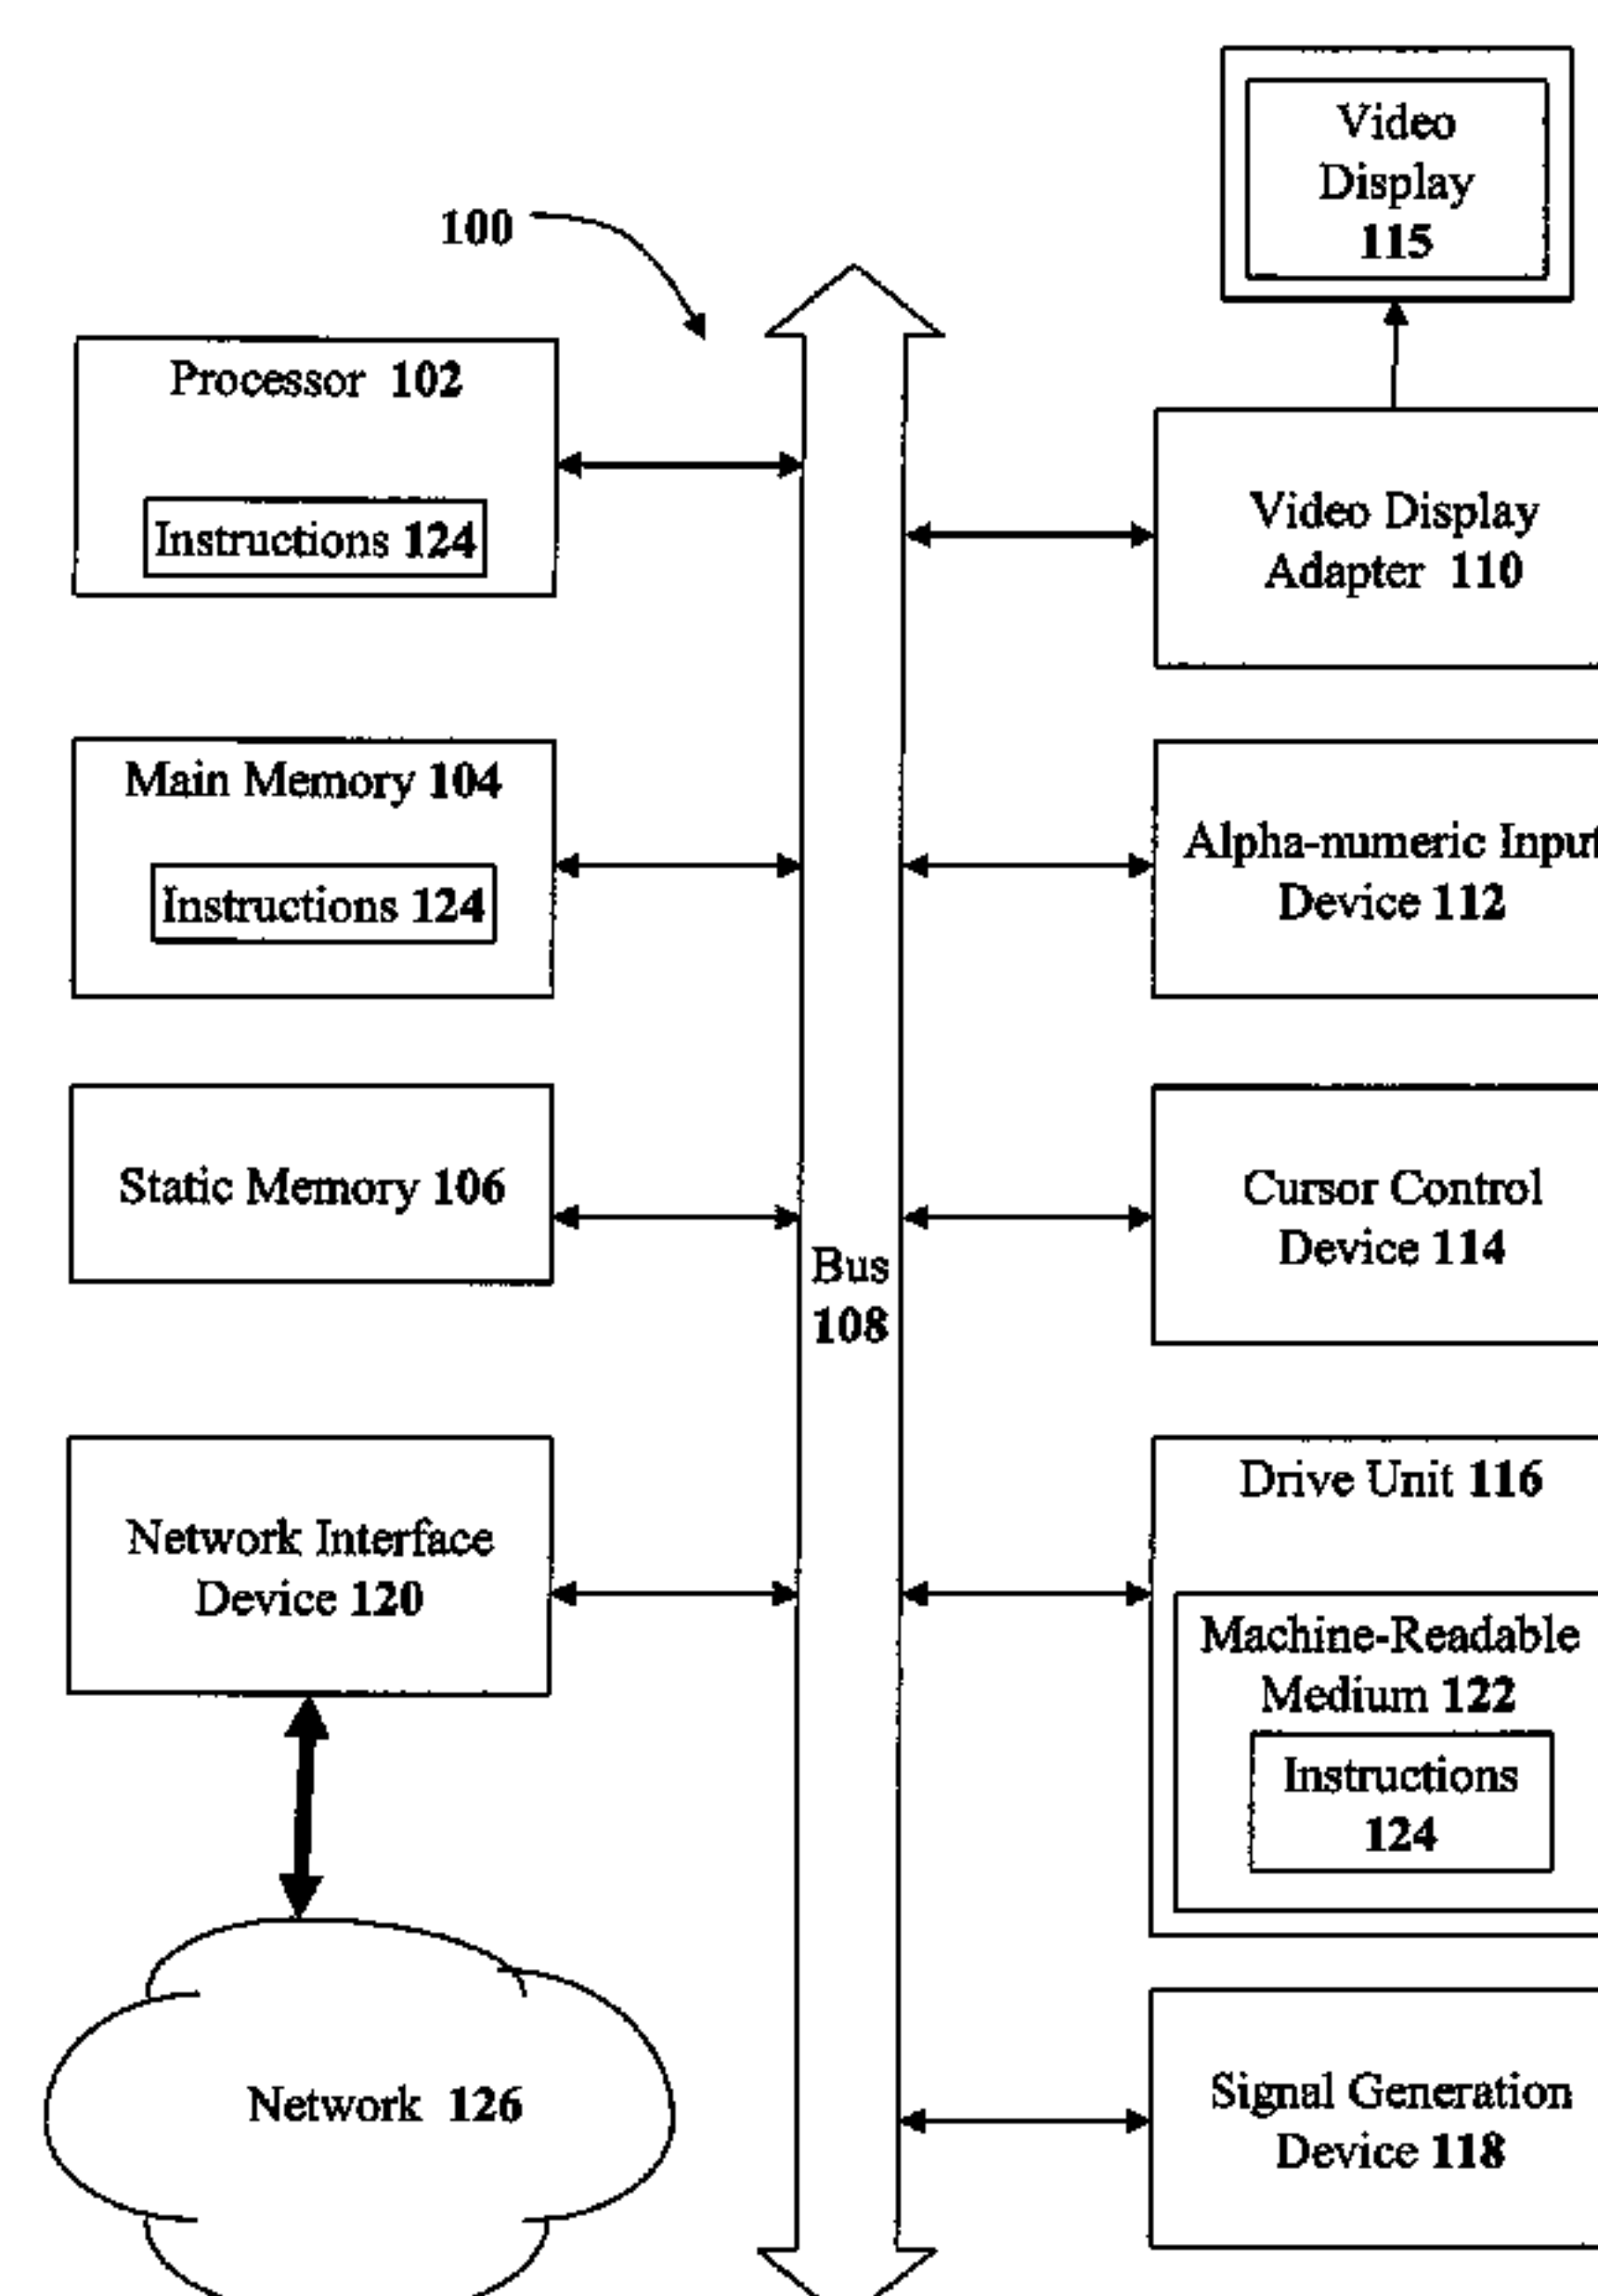 Video
Display
115
100
Processor 102
Instructions 124
Video Display
Adapter 110
Main Memory 104
Instructions 124
Alpha-numeric Input
Device 112
Static Memory 106
Cursor Control
Device 114
Bus
108
Network Interface
Device 120
Drive Unit 116
Machine-Readable
Medium 122
Instructions
124
Network 126
Signal Generation
Device 118